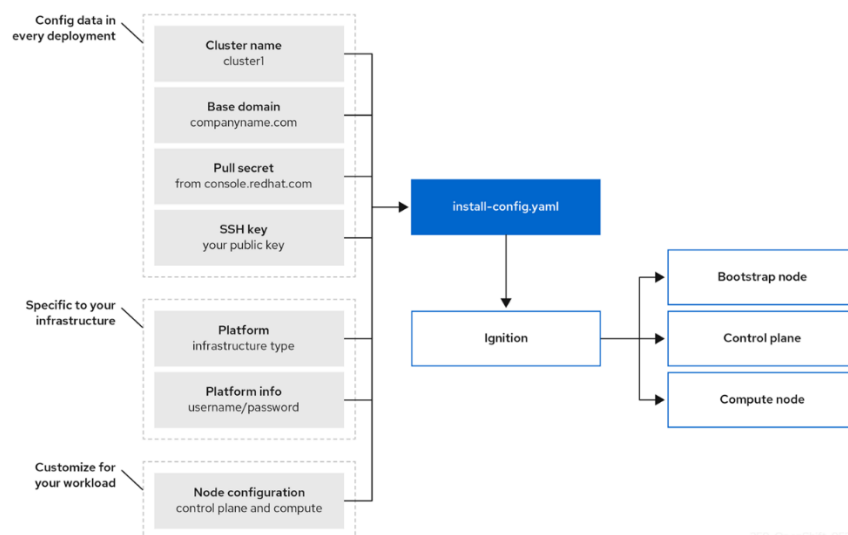 Config data in
every deployment
Cluster name
cluster1
Base domain
companyname.com
Pull secret
from console.redhat.com
SSH key
your public key
Specific to your
infrastructure
Platform
infrastructure type
Platform info
username/password
Customize for
your workload
Node configuration
control plane and compute
install-config.yaml
Ignition
Bootstrap node
Control plane
Compute node